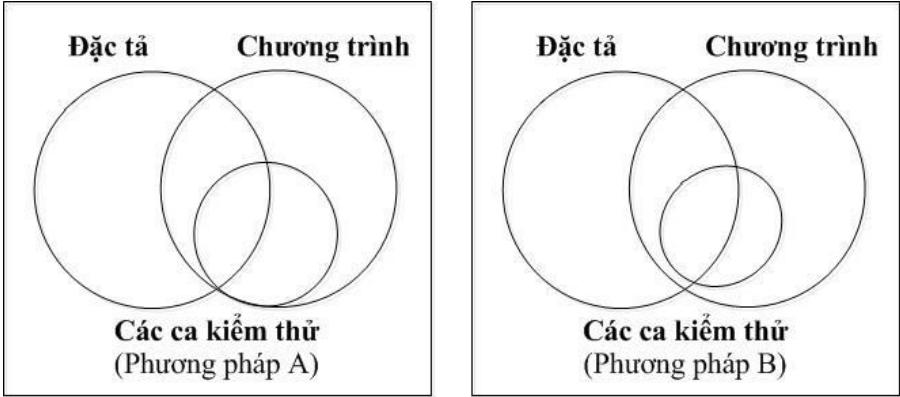 Đặc tả
Chương trình
Các ca kiểm thử
(Phương pháp A)
Đặc tả
Chương trình
Các ca kiểm thử
(Phương pháp B)